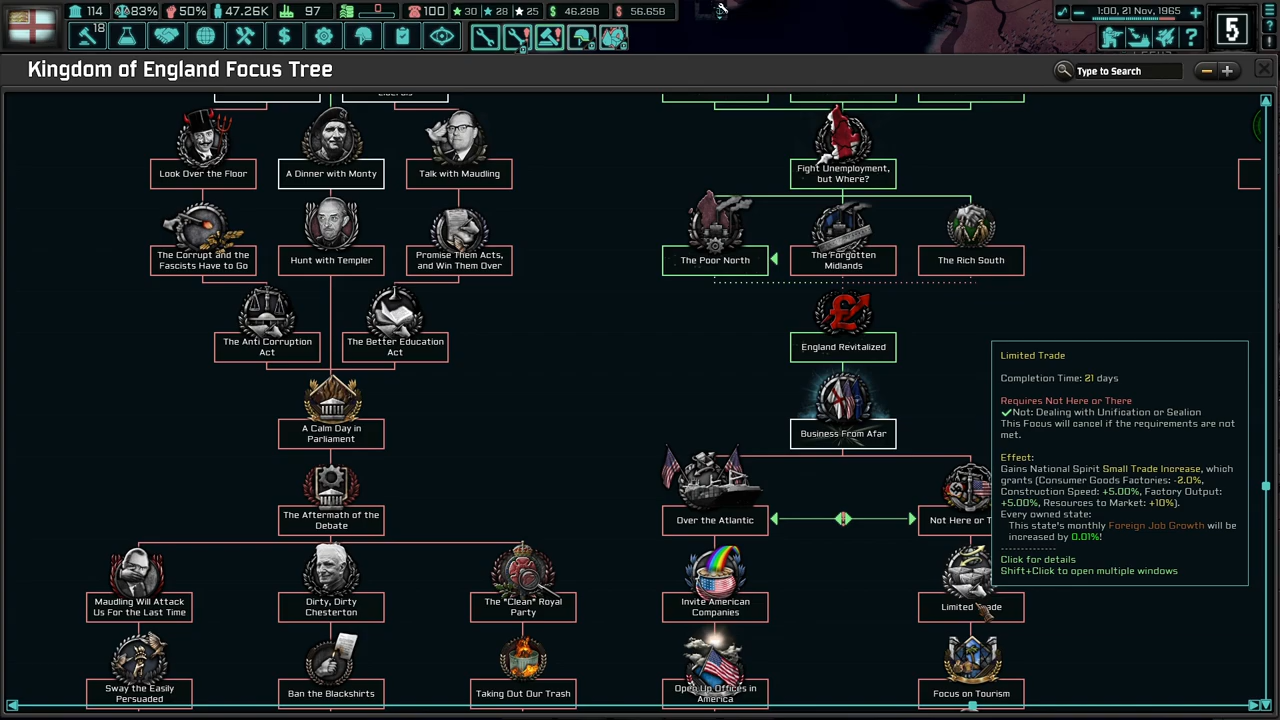 114 83% 50% 47.26K 97 100 30 28 25 $ 46.29B $ 56.65B
1:00, 21 Nov, 1965
5
18
Kingdom of England Focus Tree
Type to Search
Look Over the Floor
A Dinner with Monty
Talk with Maudling
Fight Unemployment,
but Where?
The Corrupt and the
Fascists Have to Go
Hunt with Templer
Promise Them Acts,
and Win Them Over
The Poor North
The Forgotten
Midlands
The Rich South
The Anti Corruption
Act
The Better Education
Act
England Revitalized
A Calm Day in
Parliament
Business From Afar
The Aftermath of the
Debate
Over the Atlantic
Not Here or T
Maudling Will Attack
Us For the Last Time
Dirty, Dirty
Chesterton
The "Clean" Royal
Party
Invite American
Companies
Limited Trade
Sway the Easily
Persuaded
Ban the Blackshirts
Taking Out Our Trash
Open Up Offices in
America
Focus on Tourism
Limited Trade
Completion Time: 21 days
Requires Not Here or There
Not: Dealing with Unification or Sealion
This Focus will cancel if the requirements are not
met.
Effect:
Gains National Spirit Small Trade Increase, which
grants (Consumer Goods Factories: -2.0%,
Construction Speed: +5.00%, Factory Output:
+5.00%, Resources to Market: +10%).
Every owned state:
This state's monthly Foreign Job Growth will be
increased by 0.01%!
--------------
Click for details
Shift+Click to open multiple windows